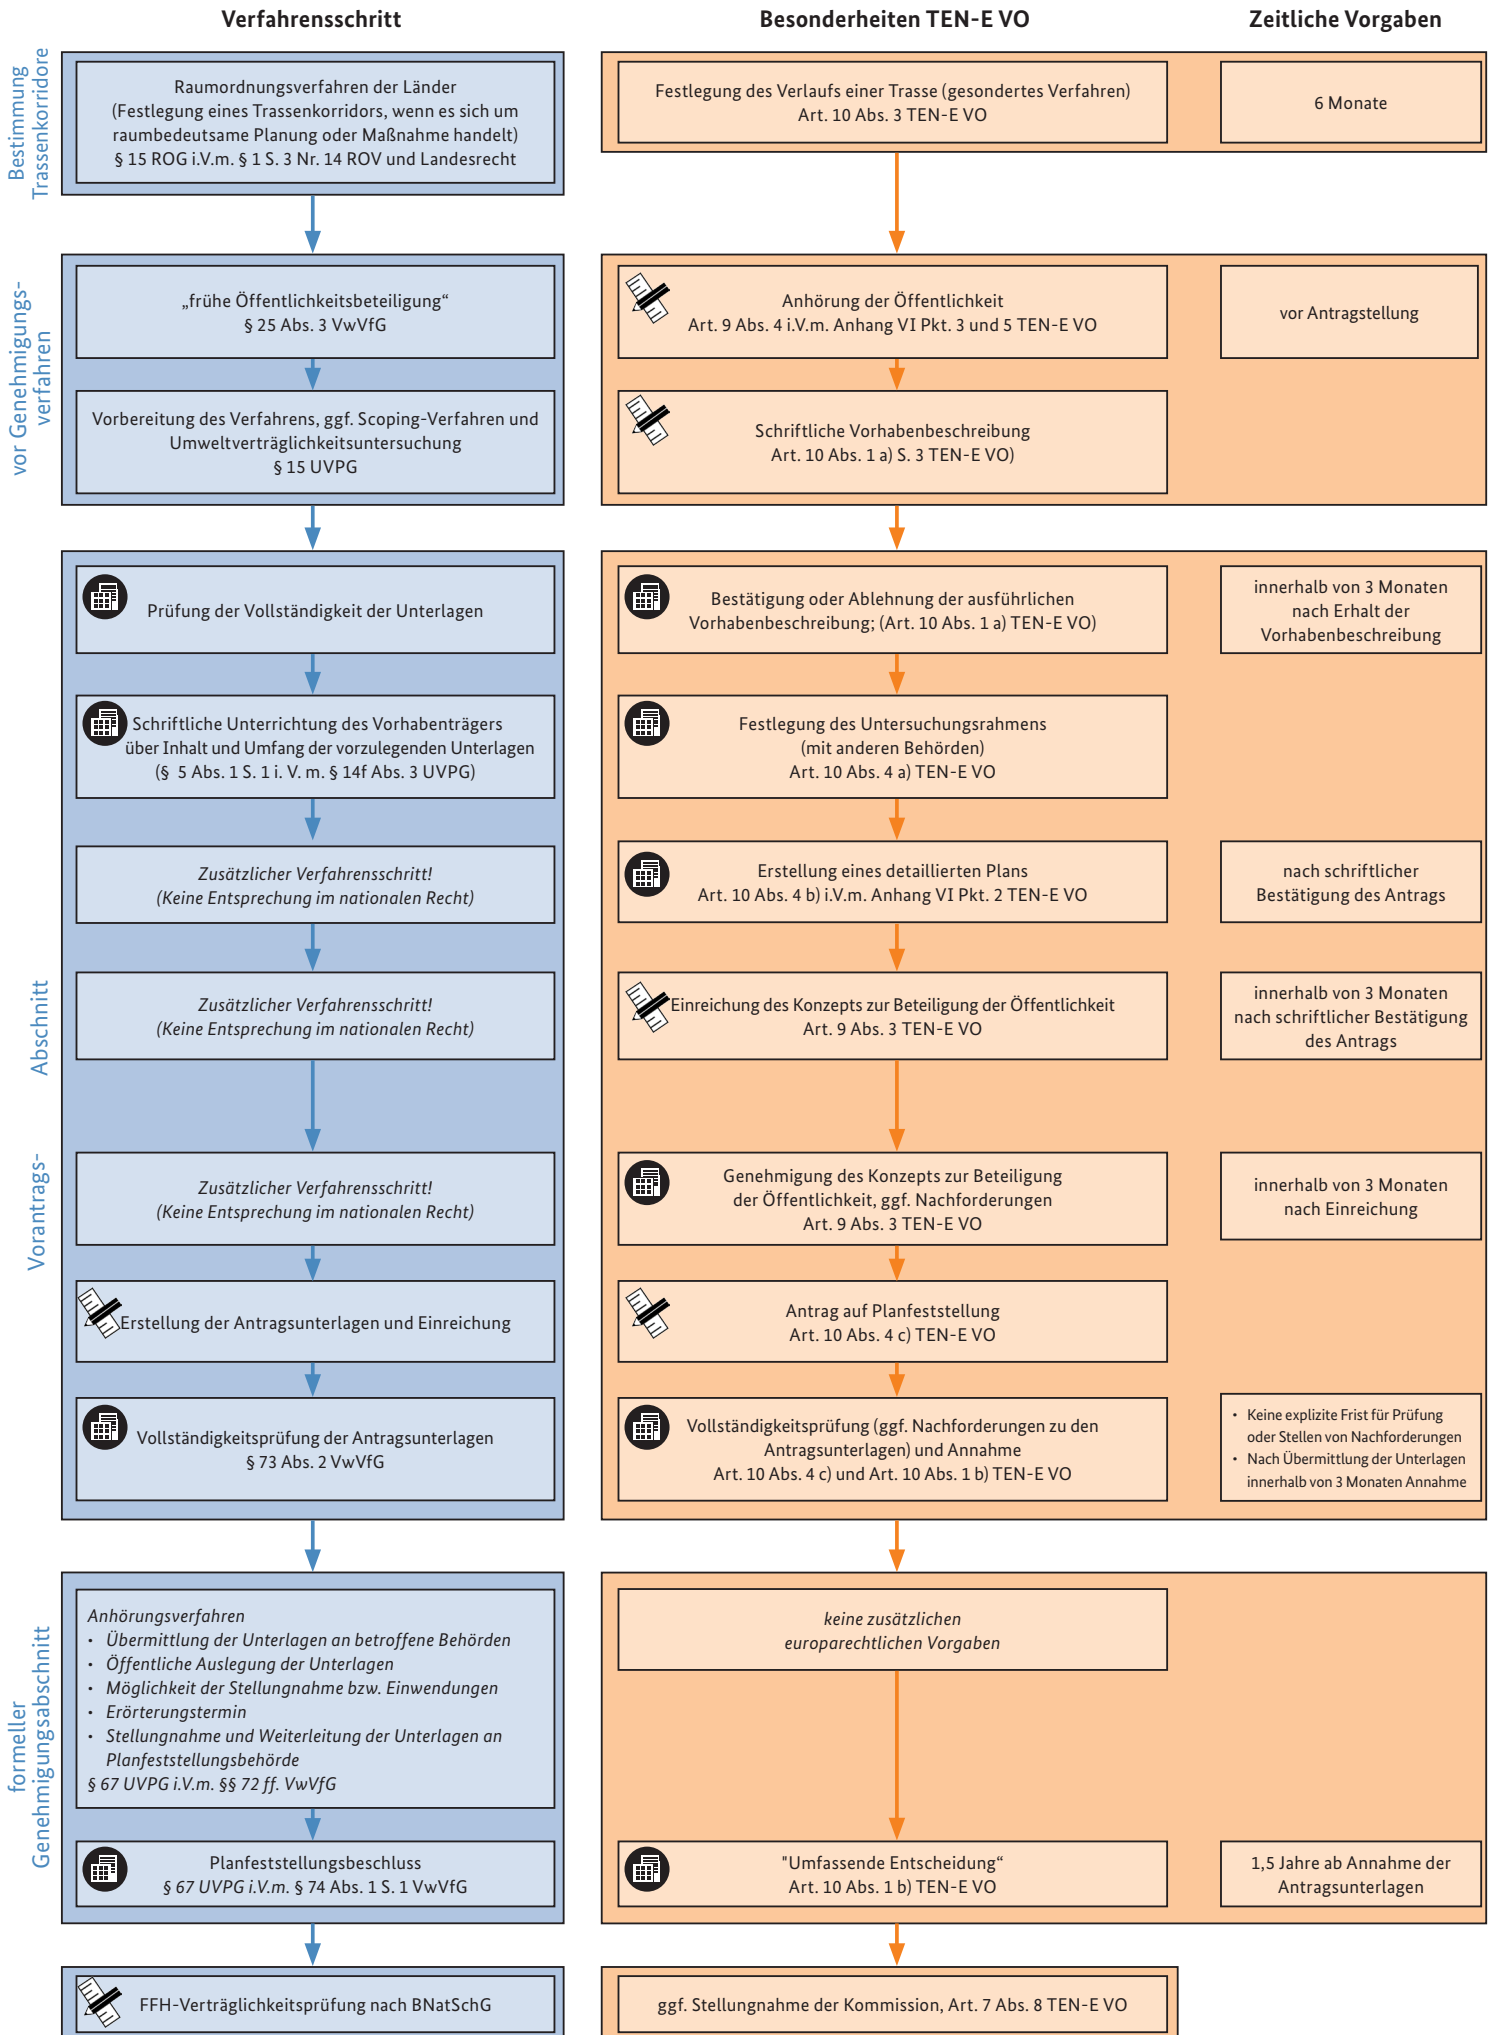 Verfahrensschritt
Besonderheiten TEN-E VO
Zeitliche Vorgaben
Bestimmung
Trassenkorridore
Raumordnungsverfahren der Länder
(Festlegung eines Trassenkorridors, wenn es sich um
raumbedeutsame Planung oder Maßnahme handelt)
§ 15 ROG i.V.m. § 1 S. 3 Nr. 14 ROV und Landesrecht
Festlegung des Verlaufs einer Trasse (gesondertes Verfahren)
Art. 10 Abs. 3 TEN-E VO
6 Monate
vor Genehmigungs-
verfahren
„frühe Öffentlichkeitsbeteiligung“
§ 25 Abs. 3 VwVfG
Anhörung der Öffentlichkeit
Art. 9 Abs. 4 i.V.m. Anhang VI Pkt. 3 und 5 TEN-E VO
vor Antragstellung
Vorbereitung des Verfahrens, ggf. Scoping-Verfahren und
Umweltverträglichkeitsuntersuchung
§ 15 UVPG
Schriftliche Vorhabenbeschreibung
Art. 10 Abs. 1 a) S. 3 TEN-E VO)
Vorantrags-
Abschnitt
Prüfung der Vollständigkeit der Unterlagen
Bestätigung oder Ablehnung der ausführlichen
Vorhabenbeschreibung; (Art. 10 Abs. 1 a) TEN-E VO)
innerhalb von 3 Monaten
nach Erhalt der
Vorhabenbeschreibung
Schriftliche Unterrichtung des Vorhabenträgers
über Inhalt und Umfang der vorzulegenden Unterlagen
(§ 5 Abs. 1 S. 1 i. V. m. § 14f Abs. 3 UVPG)
Festlegung des Untersuchungsrahmens
(mit anderen Behörden)
Art. 10 Abs. 4 a) TEN-E VO
Zusätzlicher Verfahrensschritt!
(Keine Entsprechung im nationalen Recht)
Erstellung eines detaillierten Plans
Art. 10 Abs. 4 b) i.V.m. Anhang VI Pkt. 2 TEN-E VO
nach schriftlicher
Bestätigung des Antrags
Zusätzlicher Verfahrensschritt!
(Keine Entsprechung im nationalen Recht)
Einreichung des Konzepts zur Beteiligung der Öffentlichkeit
Art. 9 Abs. 3 TEN-E VO
innerhalb von 3 Monaten
nach schriftlicher Bestätigung
des Antrags
Zusätzlicher Verfahrensschritt!
(Keine Entsprechung im nationalen Recht)
Genehmigung des Konzepts zur Beteiligung
der Öffentlichkeit, ggf. Nachforderungen
Art. 9 Abs. 3 TEN-E VO
innerhalb von 3 Monaten
nach Einreichung
Erstellung der Antragsunterlagen und Einreichung
Antrag auf Planfeststellung
Art. 10 Abs. 4 c) TEN-E VO
Vollständigkeitsprüfung der Antragsunterlagen
§ 73 Abs. 2 VwVfG
Vollständigkeitsprüfung (ggf. Nachforderungen zu den
Antragsunterlagen) und Annahme
Art. 10 Abs. 4 c) und Art. 10 Abs. 1 b) TEN-E VO
• Keine explizite Frist für Prüfung
oder Stellen von Nachforderungen
• Nach Übermittlung der Unterlagen
innerhalb von 3 Monaten Annahme
formeller
Genehmigungsabschnitt
Anhörungsverfahren
• Übermittlung der Unterlagen an betroffene Behörden
• Öffentliche Auslegung der Unterlagen
• Möglichkeit der Stellungnahme bzw. Einwendungen
• Erörterungstermin
• Stellungnahme und Weiterleitung der Unterlagen an
Planfeststellungsbehörde
§ 67 UVPG i.V.m. §§ 72 ff. VwVfG
keine zusätzlichen
europarechtlichen Vorgaben
Planfeststellungsbeschluss
§ 67 UVPG i.V.m. § 74 Abs. 1 S. 1 VwVfG
"Umfassende Entscheidung“
Art. 10 Abs. 1 b) TEN-E VO
1,5 Jahre ab Annahme der
Antragsunterlagen
FFH-Verträglichkeitsprüfung nach BNatSchG
ggf. Stellungnahme der Kommission, Art. 7 Abs. 8 TEN-E VO